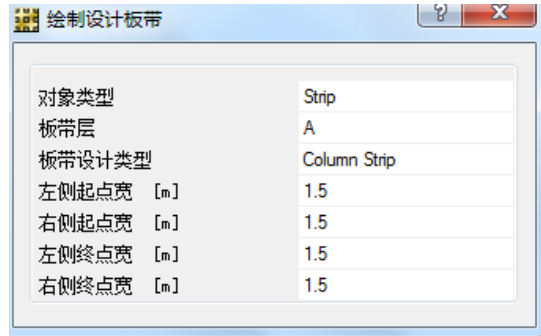 绘制设计板带
对象类型 Strip
板带层 A
板带设计类型 Column Strip
左侧起点宽 [m] 1.5
右侧起点宽 [m] 1.5
左侧终点宽 [m] 1.5
右侧终点宽 [m] 1.5